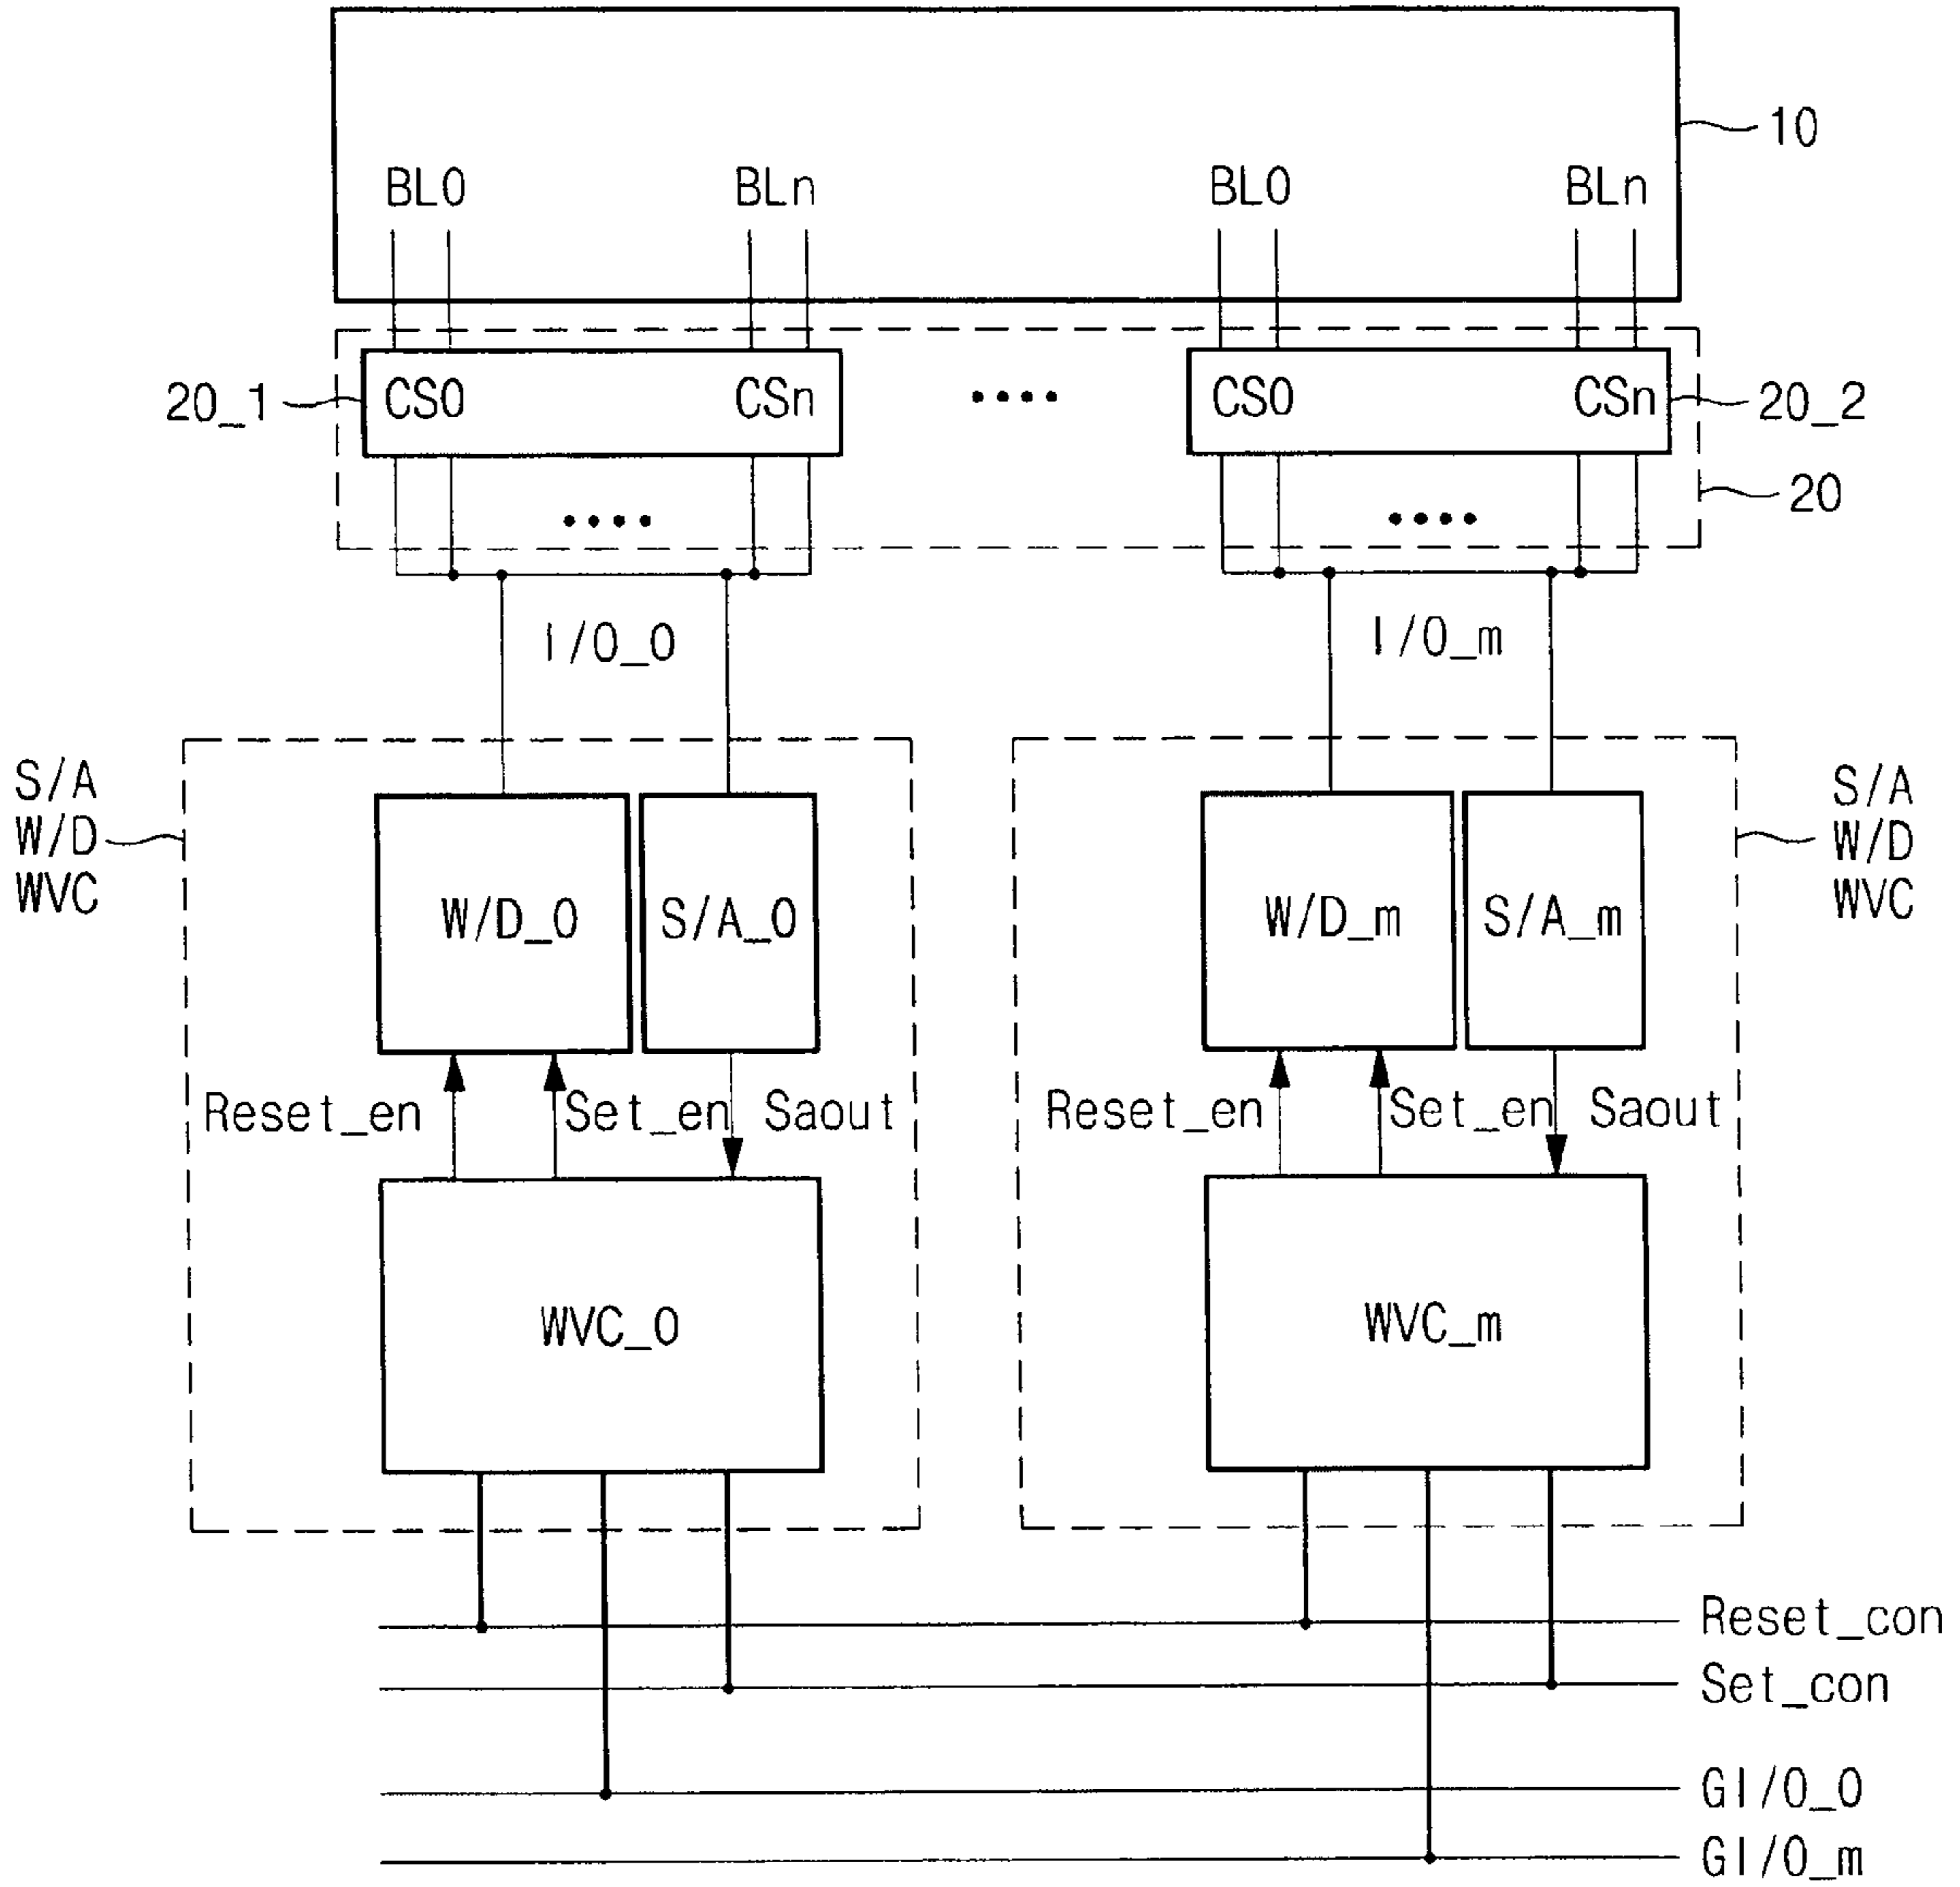 10
BL0 BLn BL0 BLn
20_1 CS0 CSn CS0 CSn 20_2
20
I/O_0 I/O_m
S/A
W/D
WVC
S/A
W/D
WVC
W/D_0 S/A_0 W/D_m S/A_m
Reset_en Set_en Saout Reset_en Set_en Saout
WVC_0 WVC_m
Reset_con
Set_con
GI/O_0
GI/O_m